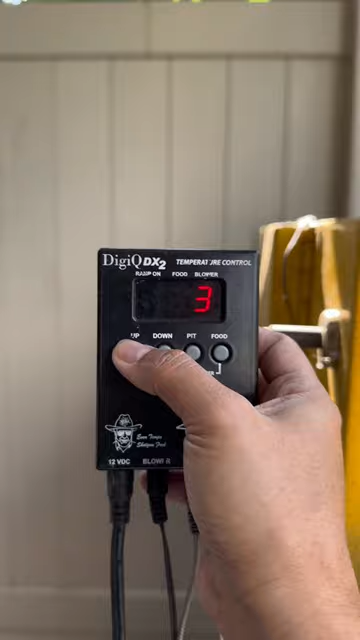 DigiQ DX2 TEMPERATURE CONTROL
RAMP ON FOOD BLOWER
3
UP DOWN PIT FOOD
12 VDC BLOWER